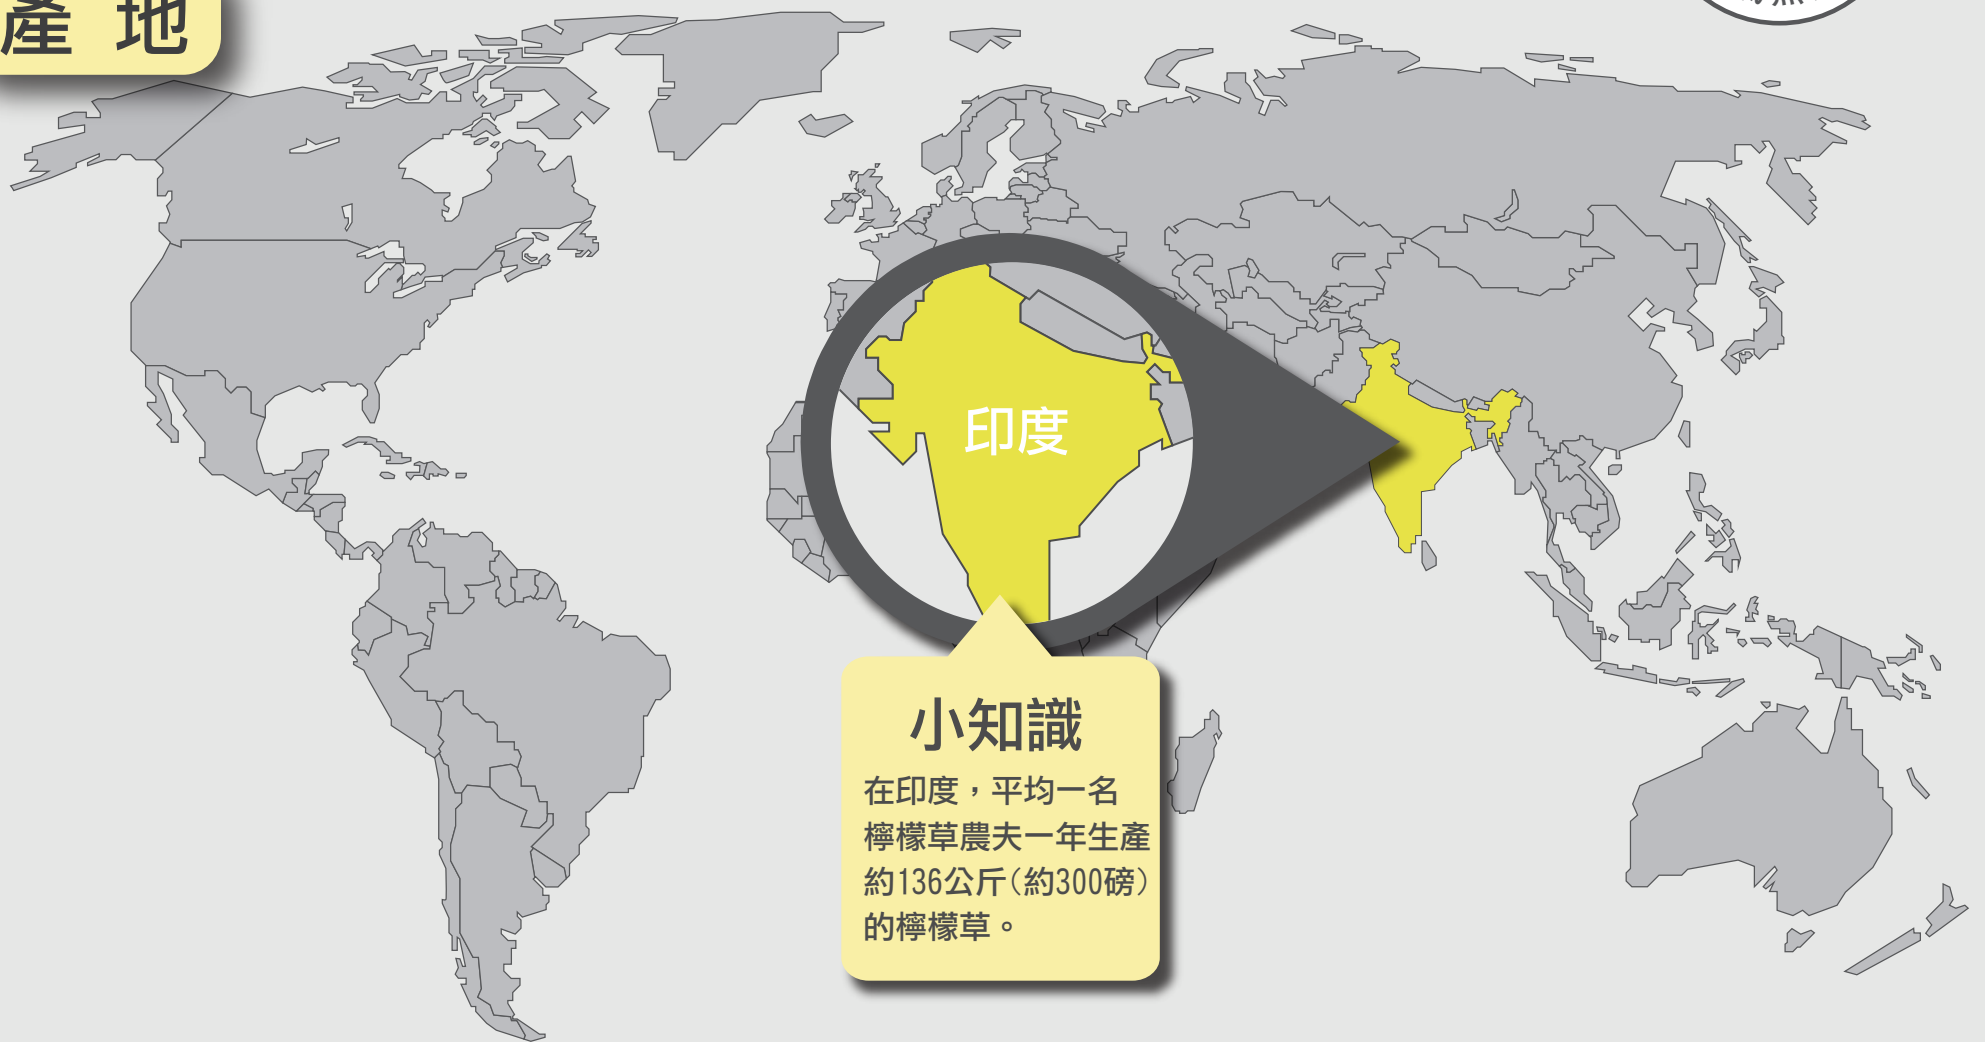 產地
印度
小知識
在印度，平均一名
檸檬草農夫一年生產
約136公斤(約300磅)
的檸檬草。